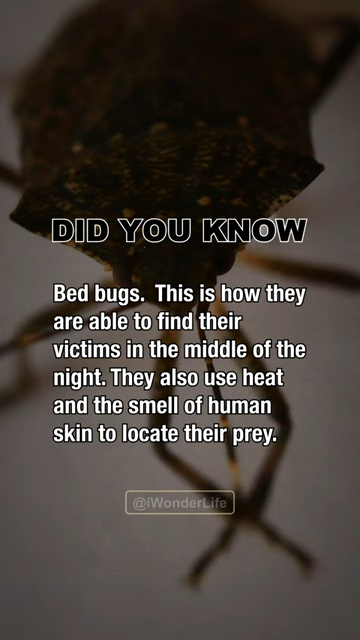 DID YOU KNOW
Bed bugs.  This is how they
are able to find their
victims in the middle of the
night. They also use heat
and the smell of human
skin to locate their prey.
@iWonderLife